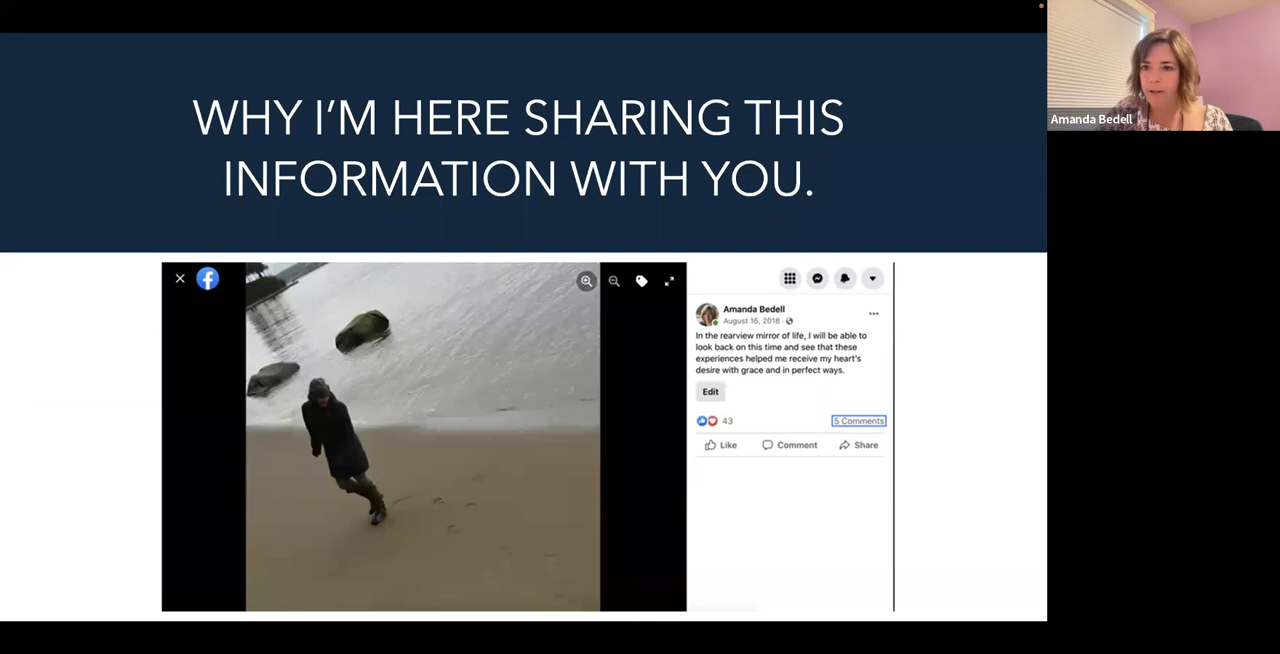 WHY I'M HERE SHARING THIS
INFORMATION WITH YOU.
Amanda Bedell
Amanda Bedell
August 16, 2018 ·
In the rearview mirror of life, I will be able to
look back on this time and see that these
experiences helped me receive my heart's
desire with grace and in perfect ways.
Edit
43
5 Comments
Like
Comment
Share